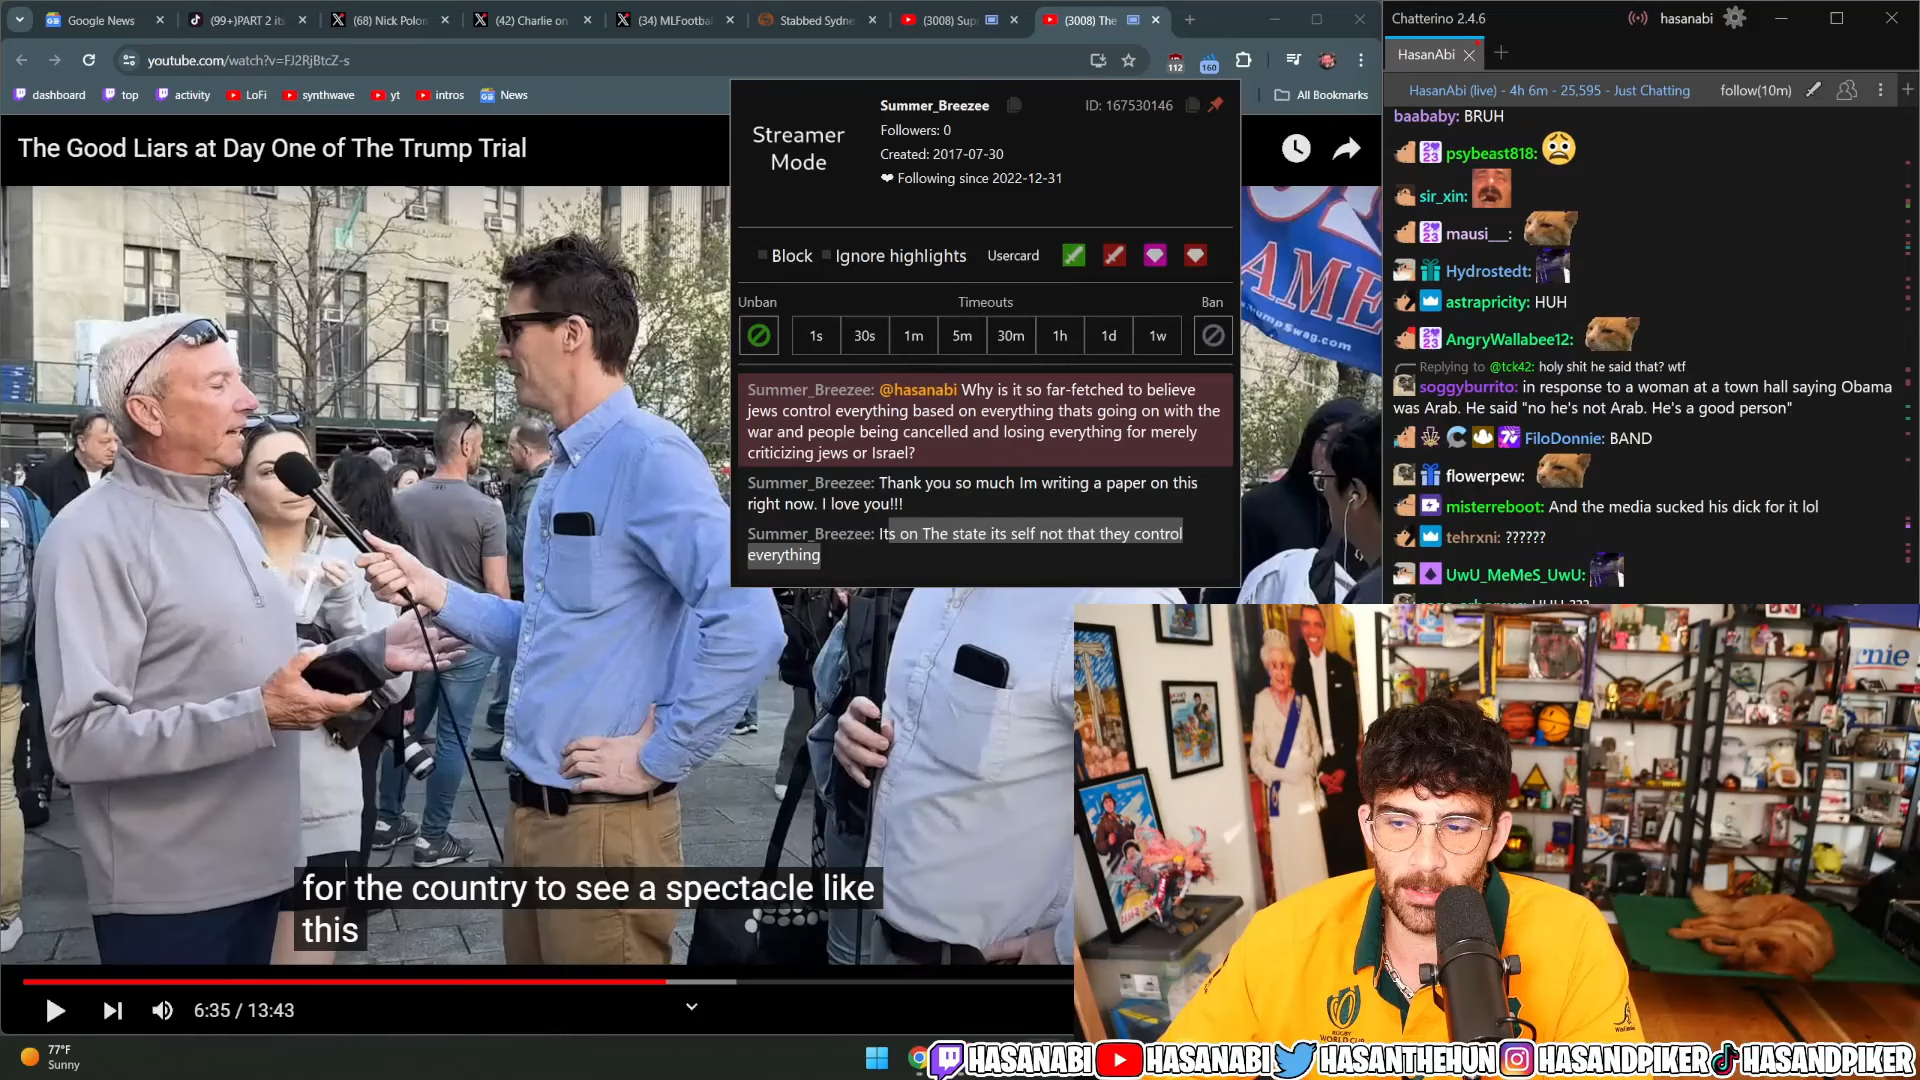 Google News
(99+)PART 2 its
(68) Nick Polon
(42) Charlie on
(34) MLFootbal
Stabbed Sydne
(3008) Sup
(3008) The
youtube.com/watch?v=FJ2RjBtcZ-s
112
160
dashboard
top
activity
LoFi
synthwave
yt
intros
News
All Bookmarks
The Good Liars at Day One of The Trump Trial
Streamer
Mode
Summer_Breezee
ID: 167530146
Followers: 0
Created: 2017-07-30
❤ Following since 2022-12-31
Block
Ignore highlights
Usercard
Unban
Timeouts
Ban
1s
30s
1m
5m
30m
1h
1d
1w
Summer_Breezee: @hasanabi Why is it so far-fetched to believe
jews control everything based on everything thats going on with the
war and people being cancelled and losing everything for merely
criticizing jews or Israel?
Summer_Breezee: Thank you so much Im writing a paper on this
right now. I love you!!!
Summer_Breezee: Its on The state its self not that they control
everything
AME
for the country to see a spectacle like
this
6:35 / 13:43
Chatterino 2.4.6
hasanabi
HasanAbi
HasanAbi (live) - 4h 6m - 25,595 - Just Chatting
follow(10m)
baababy: BRUH
psybeast818:
sir_xin:
mausi___:
Hydrostedt:
astrapricity: HUH
AngryWallabee12:
Replying to @tck42: holy shit he said that? wtf
soggyburrito: in response to a woman at a town hall saying Obama
was Arab. He said "no he's not Arab. He's a good person"
FiloDonnie: BAND
flowerpew:
misterreboot: And the media sucked his dick for it lol
tehrxni: ??????
UwU_MeMeS_UwU:
rnie
RUGBY
77°F
Sunny
HASANABI
HASANABI
HASANTHEHUN
HASANDPIKER
HASANDPIKER